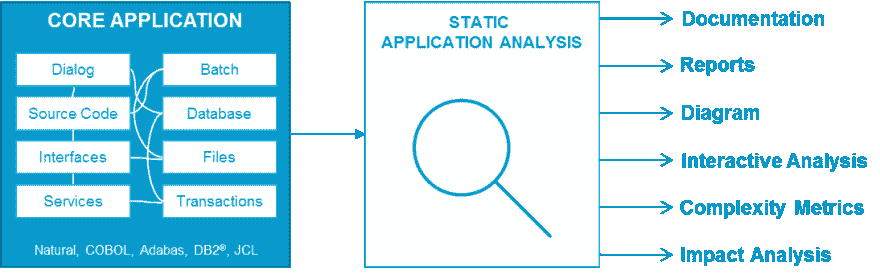 CORE APPLICATION
Dialog
Batch
Source Code
Database
Interfaces
Files
Services
Transactions
Natural, COBOL, Adabas, DB2®, JCL
STATIC
APPLICATION ANALYSIS
Documentation
Reports
Diagram
Interactive Analysis
Complexity Metrics
Impact Analysis